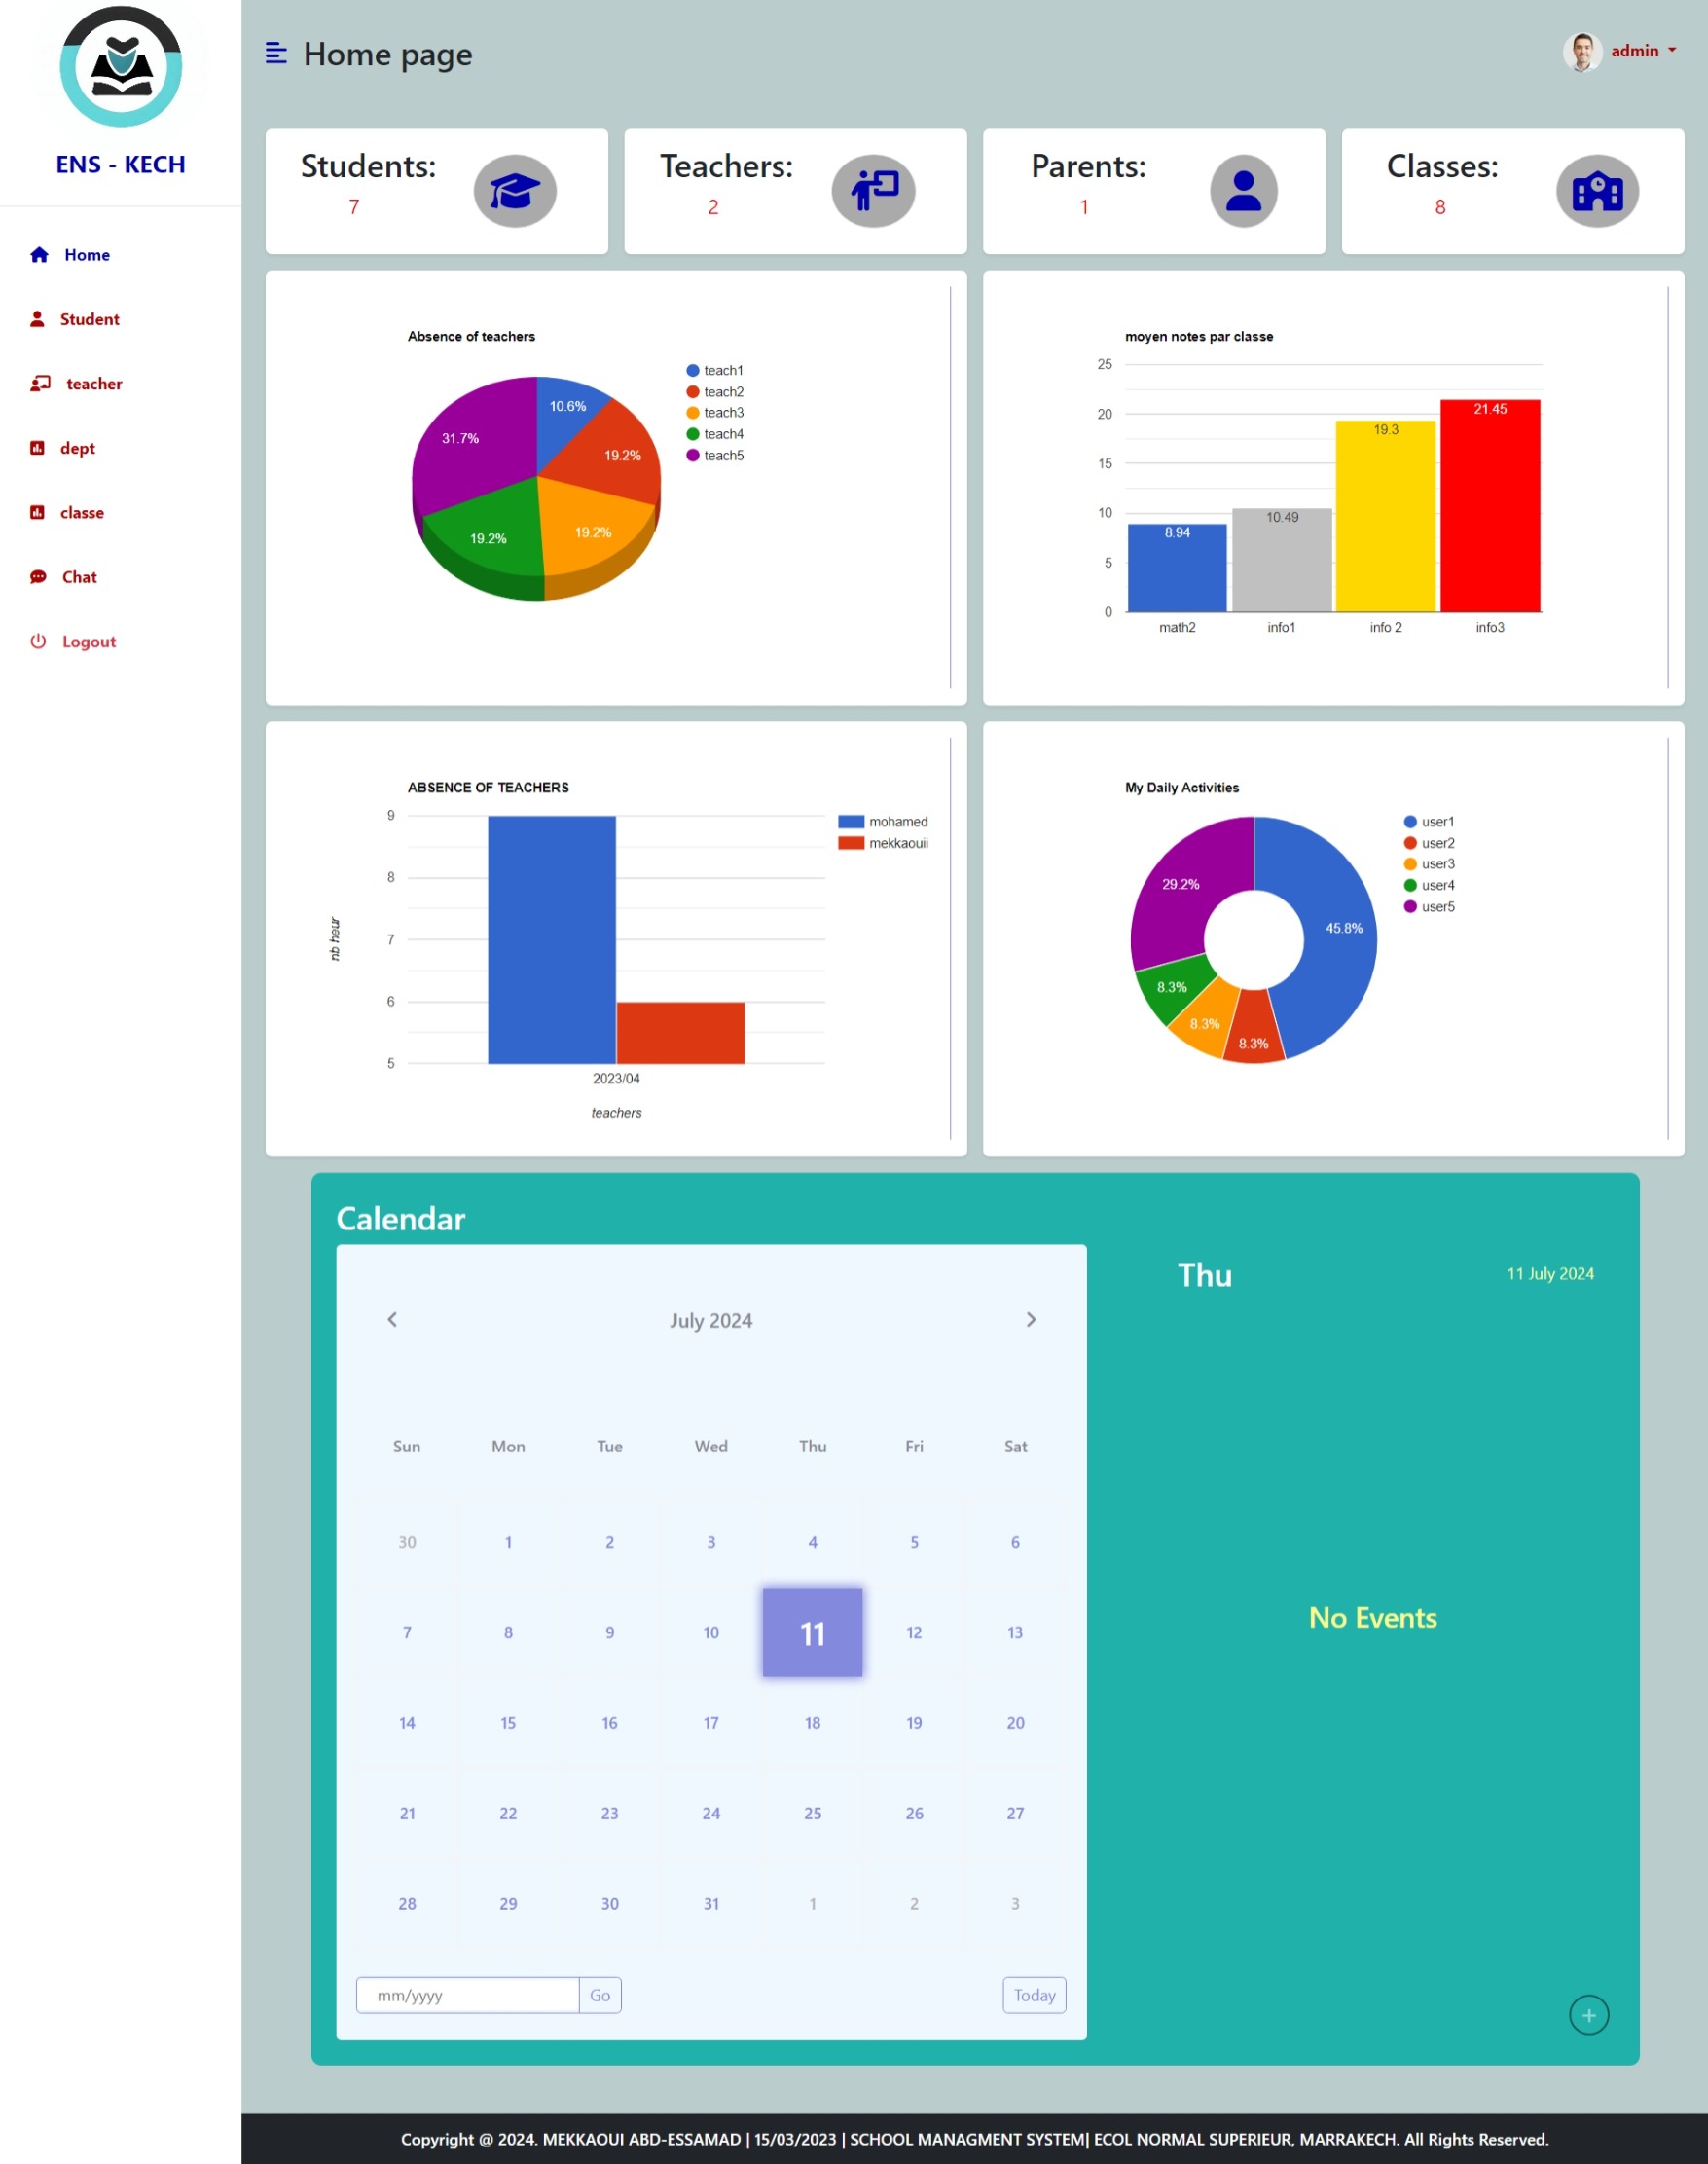 ENS - KECH
Home
Student
teacher
dept
classe
Chat
Logout
Home page
admin
Students:
7
Teachers:
2
Parents:
1
Classes:
8
Absence of teachers
10.6%
19.2%
19.2%
19.2%
31.7%
teach1
teach2
teach3
teach4
teach5
moyen notes par classe
25
20
15
10
5
0
8.94
10.49
19.3
21.45
math2 info1 info 2 info3
ABSENCE OF TEACHERS
nb heur
9
8
7
6
5
2023/04
teachers
mohamed
mekkaouii
My Daily Activities
45.8%
8.3%
8.3%
8.3%
29.2%
user1
user2
user3
user4
user5
Calendar
July 2024
Sun Mon Tue Wed Thu Fri Sat
30 1 2 3 4 5 6
7 8 9 10 11 12 13
14 15 16 17 18 19 20
21 22 23 24 25 26 27
28 29 30 31 1 2 3
mm/yyyy Go Today
Thu 11 July 2024
No Events
+
Copyright @ 2024. MEKKAOUI ABD-ESSAMAD | 15/03/2023 | SCHOOL MANAGMENT SYSTEM| ECOL NORMAL SUPERIEUR, MARRAKECH. All Rights Reserved.